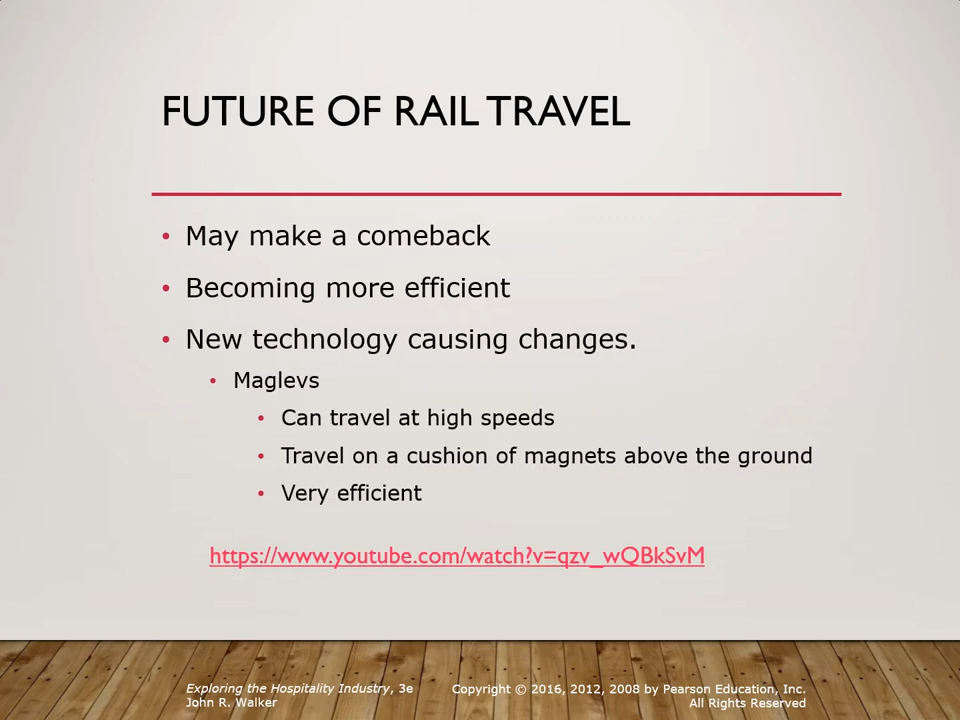 FUTURE OF RAIL TRAVEL
• May make a comeback
• Becoming more efficient
• New technology causing changes.
• Maglevs
• Can travel at high speeds
• Travel on a cushion of magnets above the ground
• Very efficient
https://www.youtube.com/watch?v=qzv_wQBkSvM
Exploring the Hospitality Industry, 3e
John R. Walker
Copyright © 2016, 2012, 2008 by Pearson Education, Inc.
All Rights Reserved